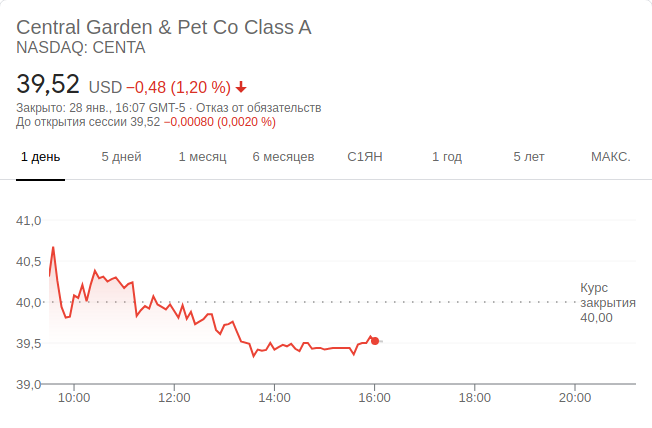 Central Garden & Pet Co Class A
NASDAQ: CENTA
39,52 USD −0,48 (1,20 %)
Закрыто: 28 янв., 16:07 GMT-5 · Отказ от обязательств
До открытия сессии 39,52 −0,00080 (0,0020 %)
1 день 5 дней 1 месяц 6 месяцев С1ЯН 1 год 5 лет МАКС.
41,0
40,5
Курс
40,0 закрытия
40,00
39,5
39,0
10:00 12:00 14:00 16:00 18:00 20:00